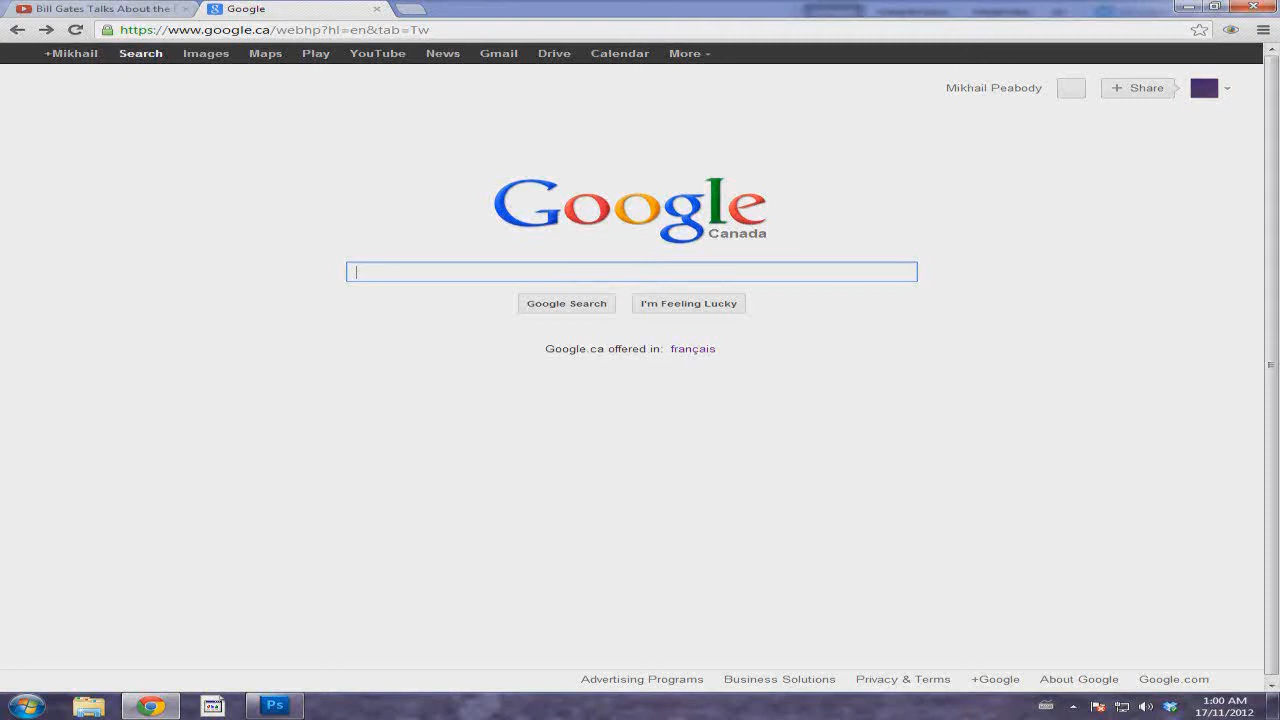 Bill Gates Talks About the
Google
https://www.google.ca/webhp?hl=en&tab=Tw
+Mikhail Search Images Maps Play YouTube News Gmail Drive Calendar More
Mikhail Peabody + Share
Google
Canada
Google Search I'm Feeling Lucky
Google.ca offered in: français
Advertising Programs Business Solutions Privacy & Terms +Google About Google Google.com
Ps
1:00 AM
17/11/2012